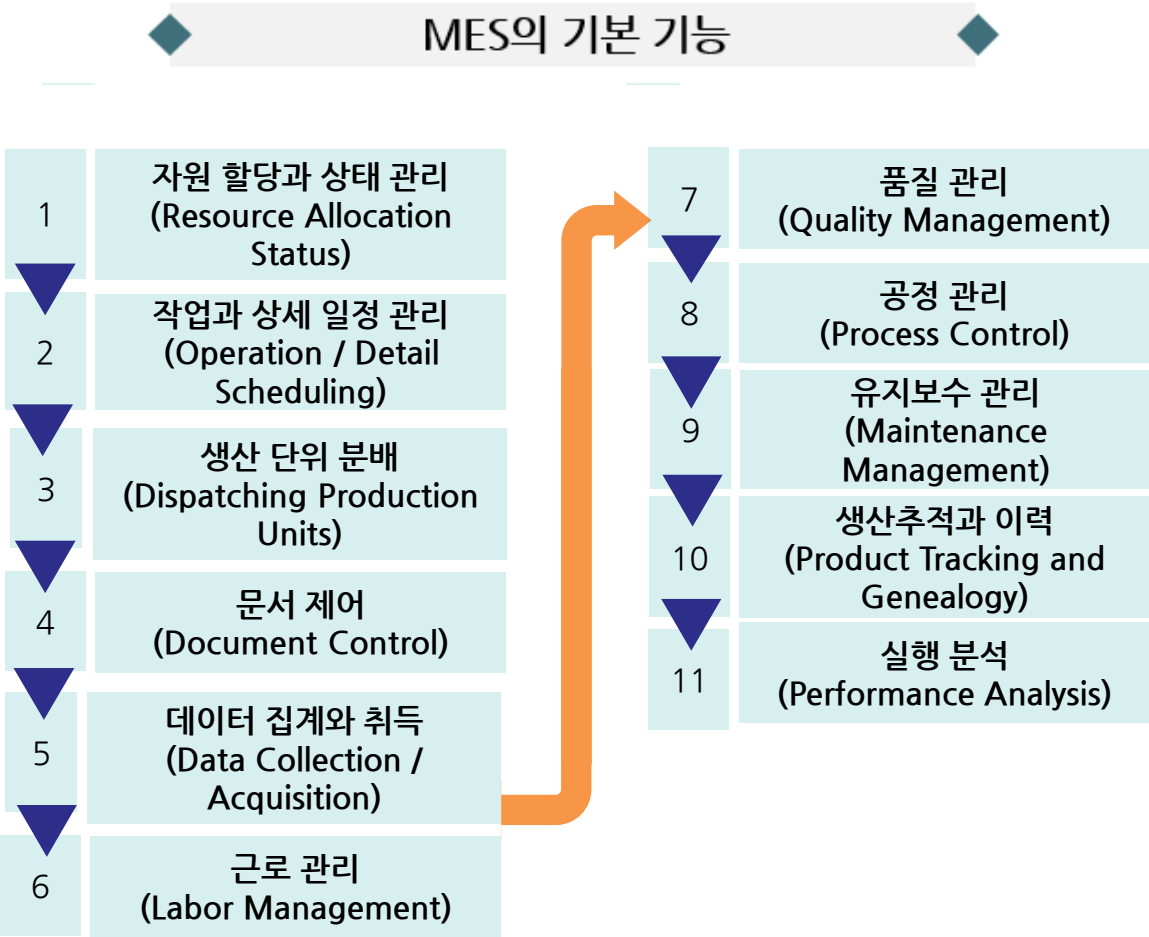 MES의 기본 기능
1
자원 할당과 상태 관리
(Resource Allocation
Status)
2
작업과 상세 일정 관리
(Operation / Detail
Scheduling)
3
생산 단위 분배
(Dispatching Production
Units)
4
문서 제어
(Document Control)
5
데이터 집계와 취득
(Data Collection /
Acquisition)
6
근로 관리
(Labor Management)
7
품질 관리
(Quality Management)
8
공정 관리
(Process Control)
9
유지보수 관리
(Maintenance
Management)
10
생산추적과 이력
(Product Tracking and
Genealogy)
11
실행 분석
(Performance Analysis)